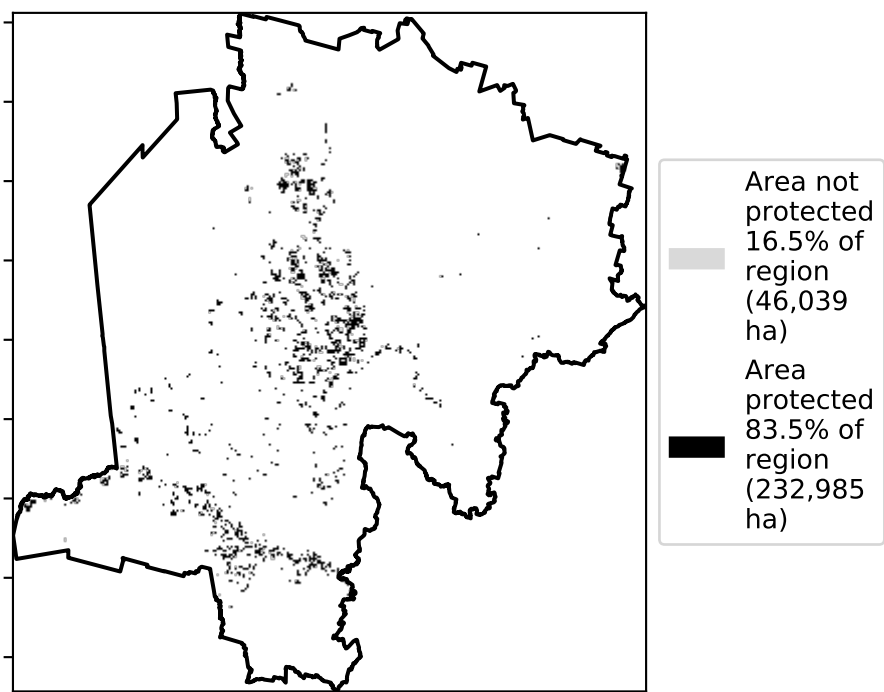 Area not
protected
16.5% of
region
(46,039
ha)
Area
protected
83.5% of
region
(232,985
ha)